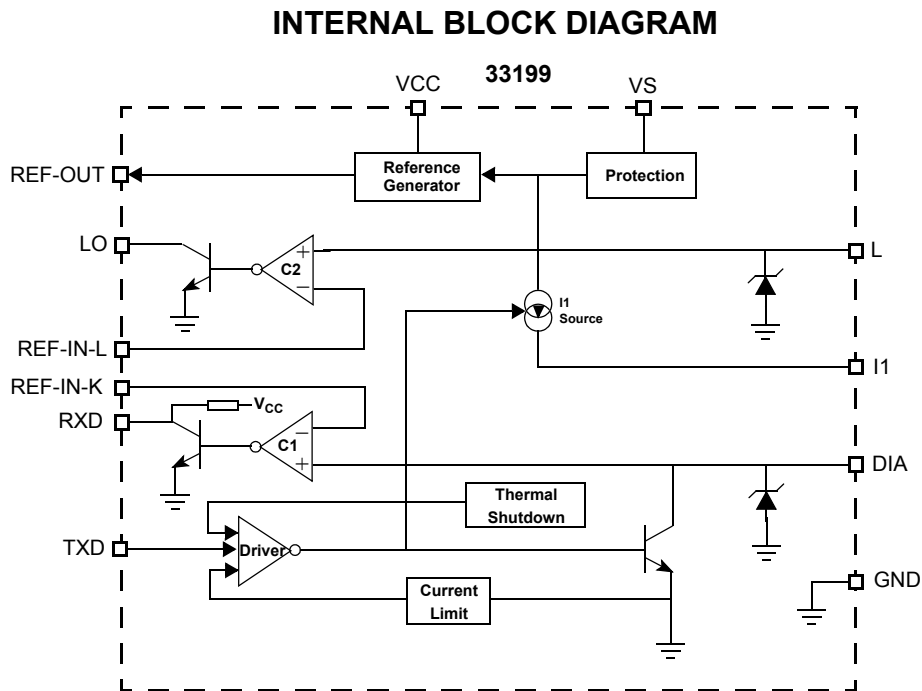 INTERNAL BLOCK DIAGRAM
33199
VCC
VS
REF-OUT
Reference
Generator
Protection
LO
+
C2
−
L
I1
Source
REF-IN-L
I1
REF-IN-K
VCC
RXD
−
C1
+
DIA
Thermal
Shutdown
TXD
Driver
GND
Current
Limit